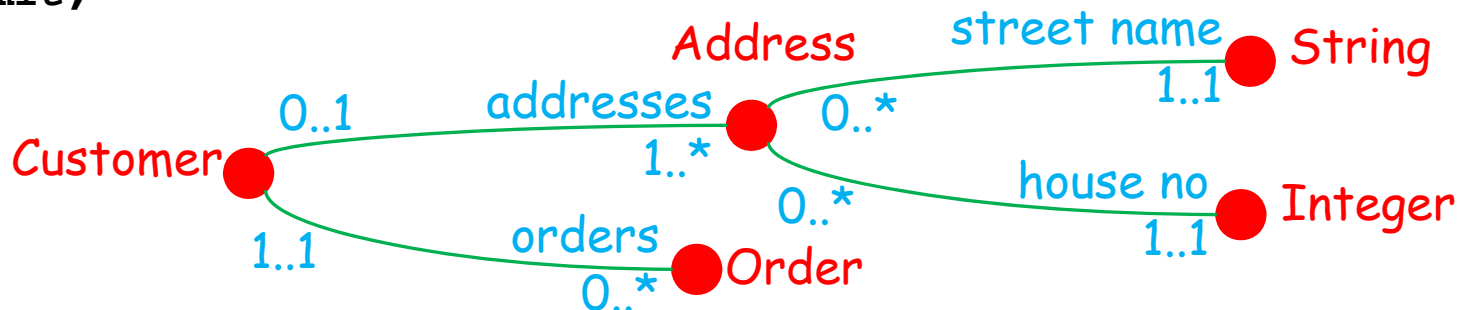 Address
street name
String
1..1
0..1
addresses
0..*
Customer
1..*
house no
Integer
0..*
1..1
1..1
orders
Order
0..*